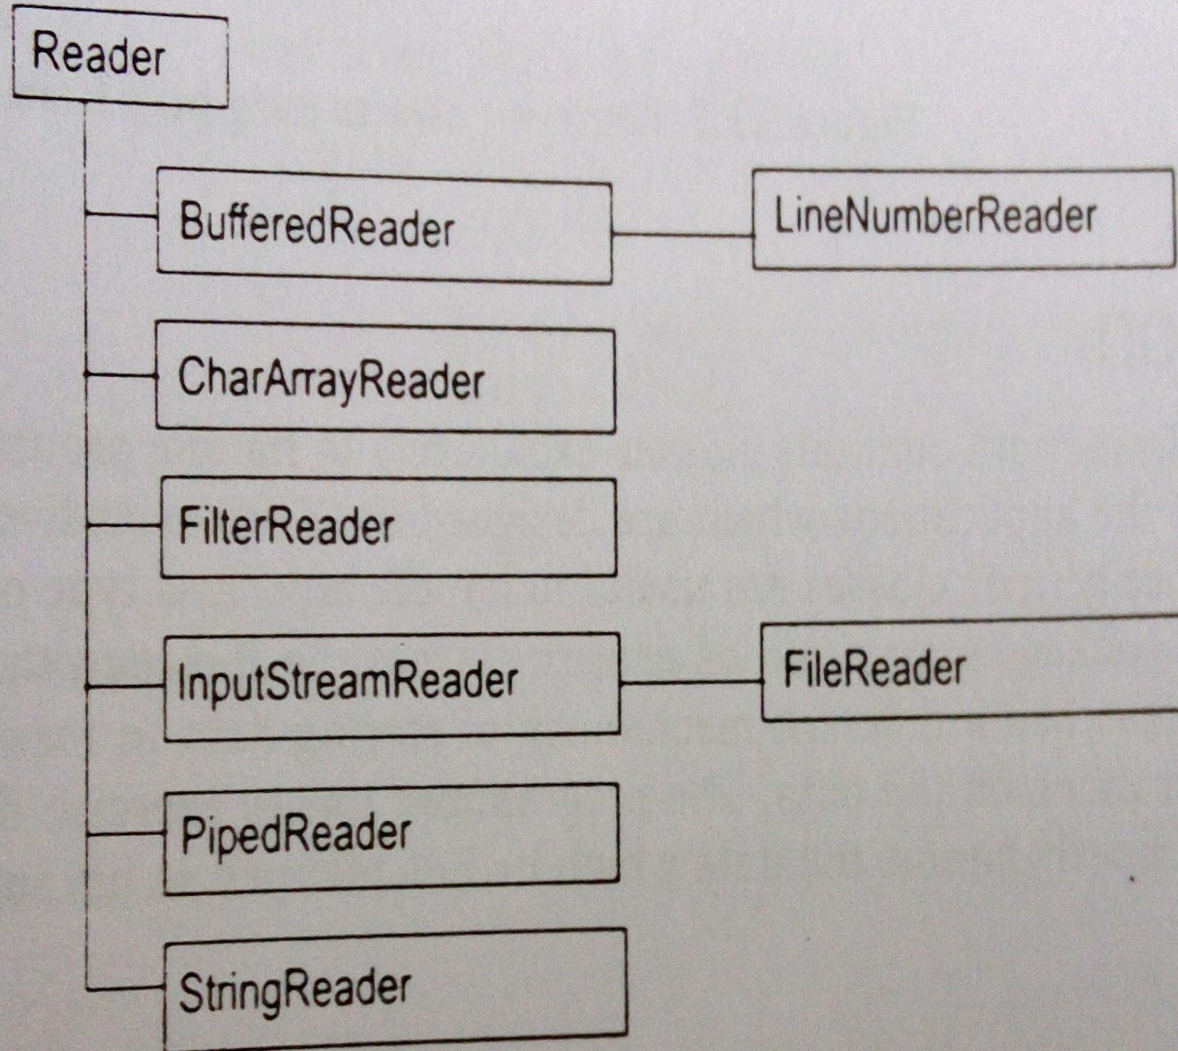 Reader
BufferedReader
LineNumberReader
CharArrayReader
FilterReader
InputStreamReader
FileReader
PipedReader
StringReader